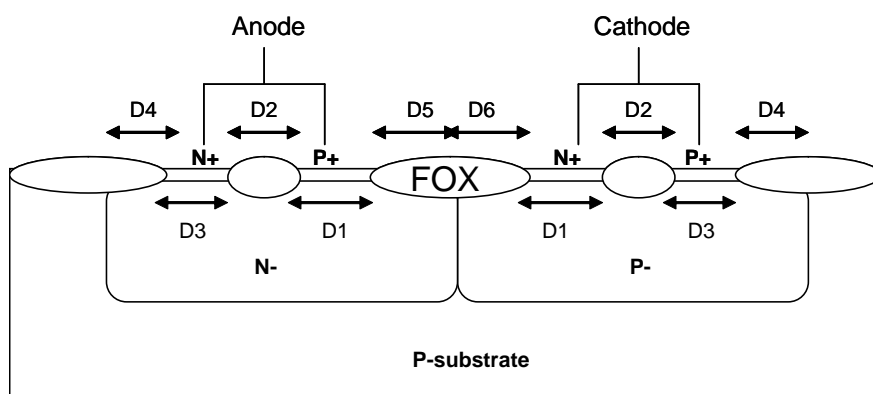 Anode Cathode
D4 D2 D5 D6 D2 D4
N+ P+ N+ P+
FOX
D3 D1 D1 D3
N- P-
P-substrate